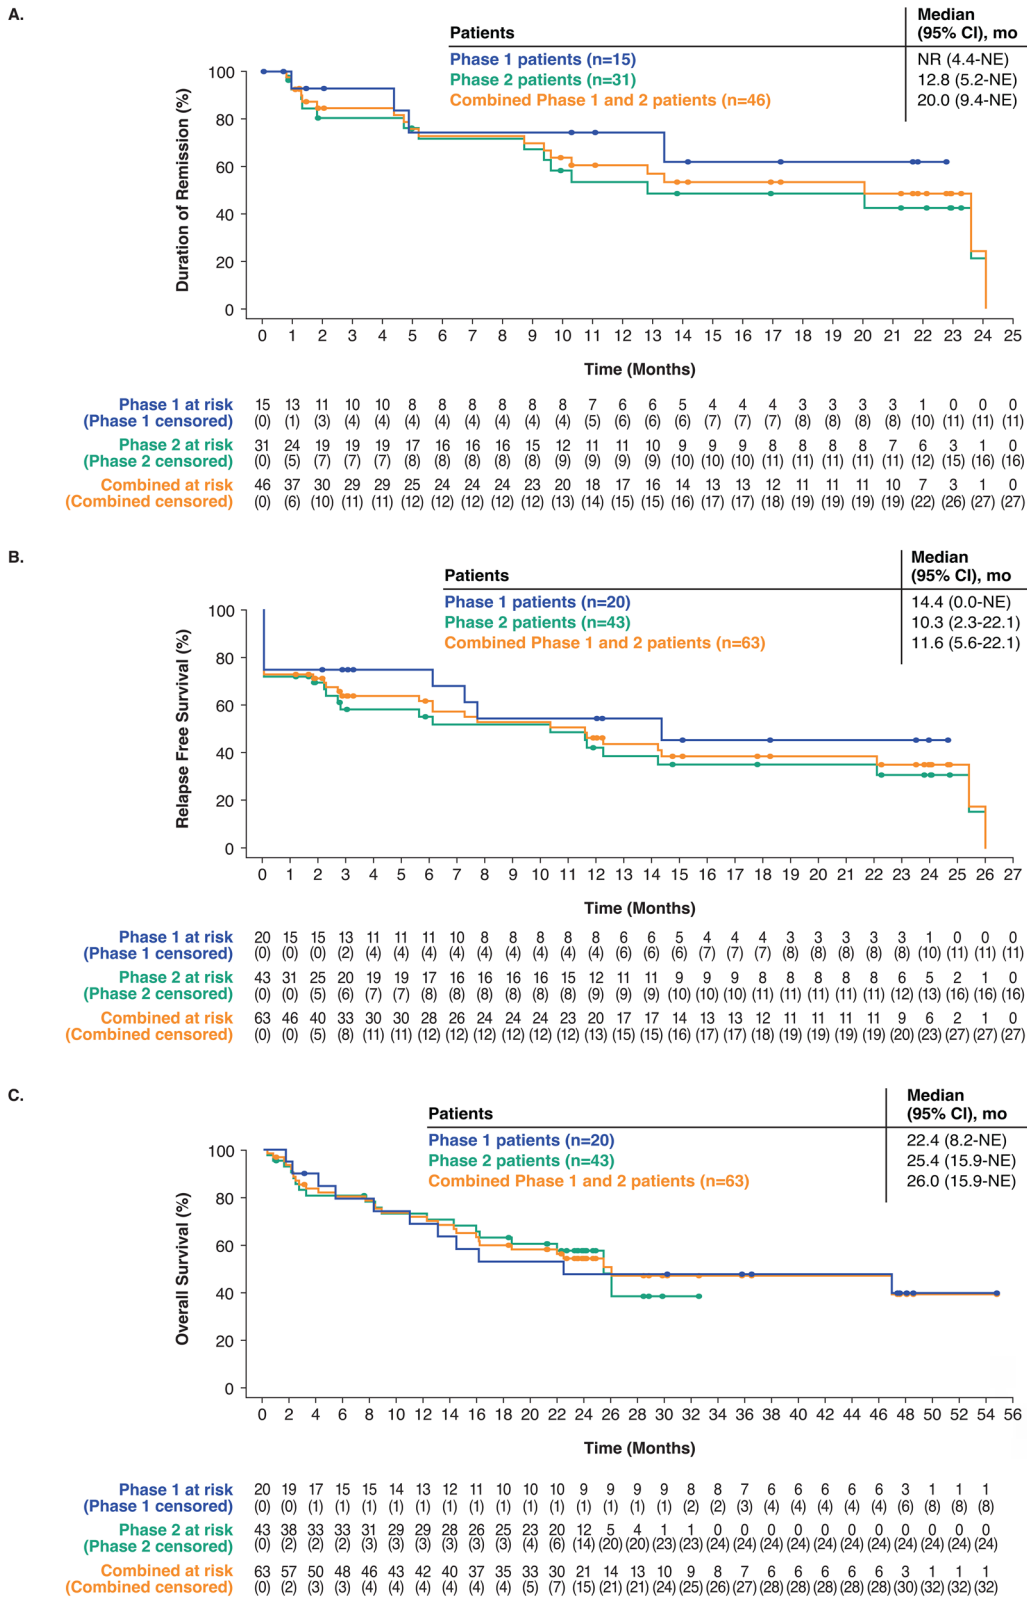 A.
Patients
Median
(95% CI), mo
Phase 1 patients (n=15) NR (4.4-NE)
Phase 2 patients (n=31) 12.8 (5.2-NE)
Combined Phase 1 and 2 patients (n=46) 20.0 (9.4-NE)
Duration of Remission (%)
100
80
60
40
20
0
0 1 2 3 4 5 6 7 8 9 10 11 12 13 14 15 16 17 18 19 20 21 22 23 24 25
Time (Months)
Phase 1 at risk 15 13 11 10 10 8 8 8 8 8 8 7 6 6 5 4 4 4 3 3 3 3 1 0 0 0
(Phase 1 censored) (0) (1) (3) (4) (4) (4) (4) (4) (4) (4) (4) (5) (6) (6) (6) (7) (7) (7) (8) (8) (8) (8) (10) (11) (11) (11)
Phase 2 at risk 31 24 19 19 19 17 16 16 16 15 12 11 11 10 9 9 9 8 8 8 8 7 6 3 1 0
(Phase 2 censored) (0) (5) (7) (7) (7) (8) (8) (8) (8) (8) (9) (9) (9) (9) (10) (10) (10) (11) (11) (11) (11) (11) (12) (15) (16) (16)
Combined at risk 46 37 30 29 29 25 24 24 24 23 20 18 17 16 14 13 13 12 11 11 11 10 7 3 1 0
(Combined censored) (0) (6) (10) (11) (11) (12) (12) (12) (12) (12) (13) (14) (15) (15) (16) (17) (17) (18) (19) (19) (19) (19) (22) (26) (27) (27)
B.
Patients
Median
(95% CI), mo
Phase 1 patients (n=20) 14.4 (0.0-NE)
Phase 2 patients (n=43) 10.3 (2.3-22.1)
Combined Phase 1 and 2 patients (n=63) 11.6 (5.6-22.1)
Relapse Free Survival (%)
100
80
60
40
20
0
0 1 2 3 4 5 6 7 8 9 10 11 12 13 14 15 16 17 18 19 20 21 22 23 24 25 26 27
Time (Months)
Phase 1 at risk 20 15 15 13 11 11 11 10 8 8 8 8 8 6 6 5 4 4 4 3 3 3 3 3 1 0 0 0
(Phase 1 censored) (0) (0) (0) (2) (4) (4) (4) (4) (4) (4) (4) (4) (4) (6) (6) (6) (7) (7) (7) (8) (8) (8) (8) (8) (10) (11) (11) (11)
Phase 2 at risk 43 31 25 20 19 19 17 16 16 16 16 15 12 11 11 9 9 9 8 8 8 8 8 6 5 2 1 0
(Phase 2 censored) (0) (0) (5) (6) (7) (7) (8) (8) (8) (8) (8) (8) (9) (9) (9) (10) (10) (10) (11) (11) (11) (11) (11) (12) (13) (16) (16) (16)
Combined at risk 63 46 40 33 30 30 28 26 24 24 24 23 20 17 17 14 13 13 12 11 11 11 11 9 6 2 1 0
(Combined censored) (0) (0) (5) (8) (11) (11) (12) (12) (12) (12) (12) (12) (13) (15) (15) (16) (17) (17) (18) (19) (19) (19) (19) (20) (23) (27) (27) (27)
C.
Patients
Median
(95% CI), mo
Phase 1 patients (n=20) 22.4 (8.2-NE)
Phase 2 patients (n=43) 25.4 (15.9-NE)
Combined Phase 1 and 2 patients (n=63) 26.0 (15.9-NE)
Overall Survival (%)
100
80
60
40
20
0
0 2 4 6 8 10 12 14 16 18 20 22 24 26 28 30 32 34 36 38 40 42 44 46 48 50 52 54 56
Time (Months)
Phase 1 at risk 20 19 17 15 15 14 13 12 11 10 10 10 9 9 9 9 8 8 7 6 6 6 6 6 3 1 1 1
(Phase 1 censored) (0) (0) (1) (1) (1) (1) (1) (1) (1) (1) (1) (1) (1) (1) (1) (1) (2) (2) (3) (4) (4) (4) (4) (4) (6) (8) (8) (8)
Phase 2 at risk 43 38 33 33 31 29 29 28 26 25 23 20 12 5 4 1 1 0 0 0 0 0 0 0 0 0 0 0
(Phase 2 censored) (0) (2) (2) (2) (3) (3) (3) (3) (3) (3) (4) (6) (14) (20) (20) (23) (23) (24) (24) (24) (24) (24) (24) (24) (24) (24) (24) (24)
Combined at risk 63 57 50 48 46 43 42 40 37 35 33 30 21 14 13 10 9 8 7 6 6 6 6 6 3 1 1 1
(Combined censored) (0) (2) (3) (3) (4) (4) (4) (4) (4) (4) (5) (7) (15) (21) (21) (24) (25) (26) (27) (28) (28) (28) (28) (28) (30) (32) (32) (32)